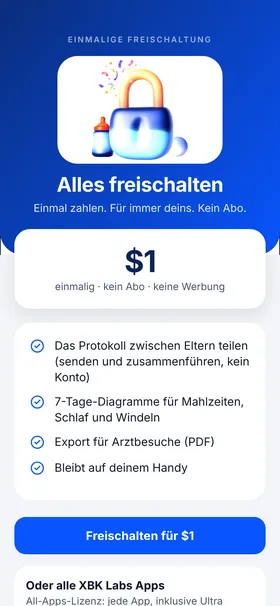 EINMALIGE FREISCHALTUNG
Alles freischalten
Einmal zahlen. Für immer deins. Kein Abo.
$1
einmalig · kein Abo · keine Werbung
Das Protokoll zwischen Eltern teilen
(senden und zusammenführen, kein
Konto)
7-Tage-Diagramme für Mahlzeiten,
Schlaf und Windeln
Export für Arztbesuche (PDF)
Bleibt auf deinem Handy
Freischalten für $1
Oder alle XBK Labs Apps
All-Apps-Lizenz: jede App, inklusive Ultra